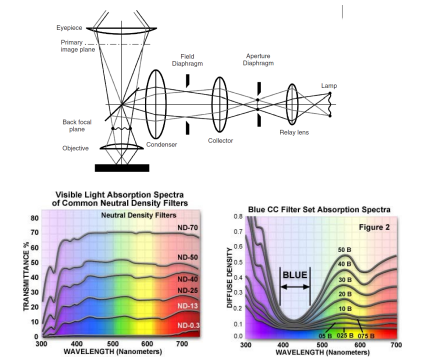 Eyepiece
Primary
image plane
Field
Diaphragm
Aperture
Diaphragm
Lamp
Back focal
plane
Objective
Condenser
Collector
Relay lens
Visible Light Absorption Spectra
of Common Neutral Density Filters
Neutral Density Filters
TRANSMITTANCE %
80
70
60
50
40
30
20
10
0
ND-70
ND-50
ND-40
ND-25
ND-13
ND-0.3
300
400
500
600
700
WAVELENGTH (Nanometers)
Blue CC Filter Set Absorption Spectra
Figure 2
DIFFUSE DENSITY
0.8
0.7
0.6
0.5
0.4
0.3
0.2
0.1
0.0
BLUE
50 B
40 B
30 B
20 B
10 B
05 B
025 B
075 B
300
400
500
600
700
WAVELENGTH (Nanometers)